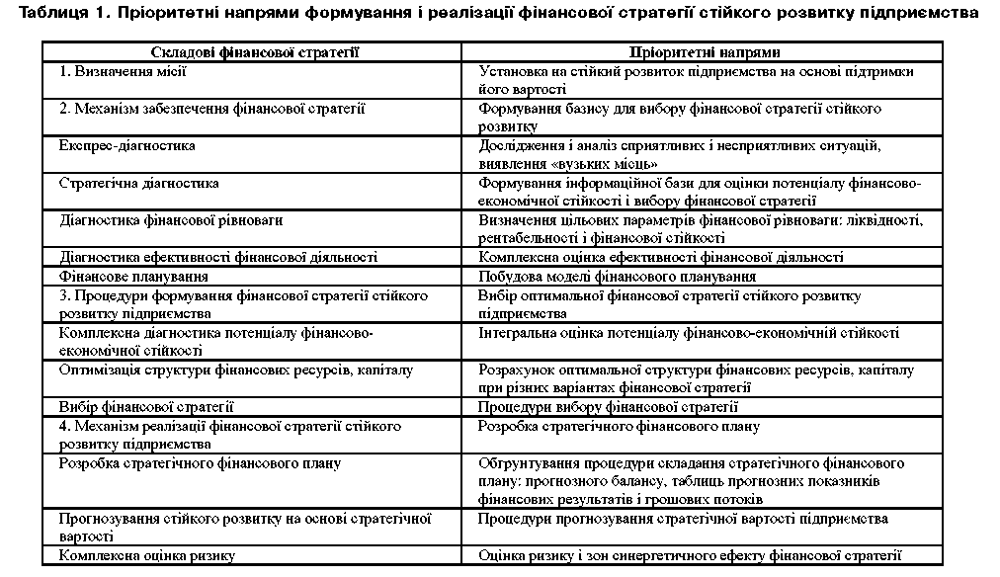 Таблиця 1. Пріоритетні напрями формування і реалізації фінансової стратегії стійкого розвитку підприємства
Складові фінансової стратегії
Пріоритетні напрями
1. Визначення місії
Установка на стійкий розвиток підприємства на основі підтримки
його вартості
2. Механізм забезпечення фінансової стратегії
Формування базису для вибору фінансової стратегії стійкого
розвитку
Експрес-діагностика
Дослідження і аналіз сприятливих і несприятливих ситуацій,
виявлення «вузьких місць»
Стратегічна діагностика
Формування інформаційної бази для оцінки потенціалу фінансово-
економічної стійкості і вибору фінансової стратегії
Діагностика фінансової рівноваги
Визначення цільових параметрів фінансової рівноваги: ліквідності,
рентабельності і фінансової стійкості
Діагностика ефективності фінансової діяльності
Комплексна оцінка ефективності фінансової діяльності
Фінансове планування
Побудова моделі фінансового планування
3. Процедури формування фінансової стратегії стійкого
розвитку підприємства
Вибір оптимальної фінансової стратегії стійкого розвитку
підприємства
Комплексна діагностика потенціалу фінансово-
економічної стійкості
Інтегральна оцінка потенціалу фінансово-економічній стійкості
Оптимізація структури фінансових ресурсів, капіталу
Розрахунок оптимальної структури фінансових ресурсів, капіталу
при різних варіантах фінансової стратегії
Вибір фінансової стратегії
Процедури вибору фінансової стратегії
4. Механізм реалізації фінансової стратегії стійкого
розвитку підприємства
Розробка стратегічного фінансового плану
Розробка стратегічного фінансового плану
Обґрунтування процедури складання стратегічного фінансового
плану: прогнозного балансу, таблиць прогнозних показників
фінансових результатів і грошових потоків
Прогнозування стійкого розвитку на основі стратегічної
вартості
Процедури прогнозування стратегічної вартості підприємства
Комплексна оцінка ризику
Оцінка ризику і зон синергетичного ефекту фінансової стратегії